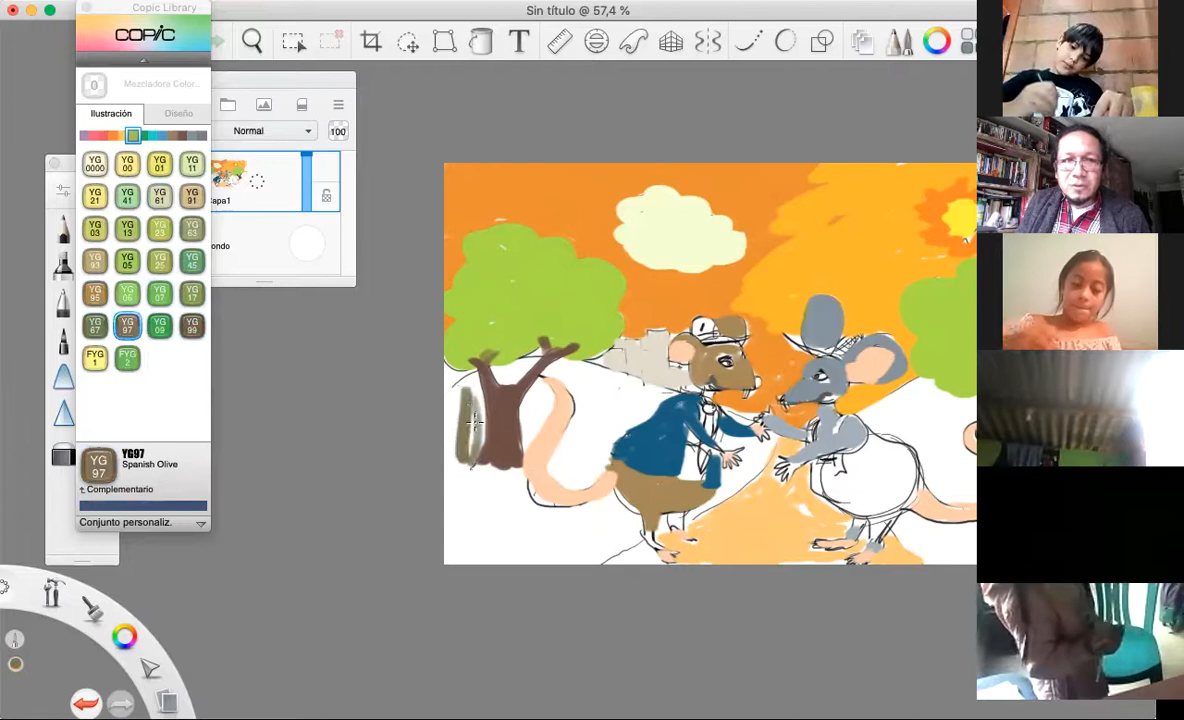 Copic Library
Sin título @ 57,4 %
COPIC
0
Mezcladora Color...
Ilustración
Diseño
Normal
100
YG 0000
YG 00
YG 01
YG 11
YG 21
YG 41
YG 61
YG 91
YG 03
YG 13
YG 23
YG 63
YG 93
YG 05
YG 25
YG 45
YG 95
YG 06
YG 07
YG 17
YG 67
YG 97
YG 09
YG 99
FYG 1
FYG 2
apa1
ondo
YG 97
YG97
Spanish Olive
Complementario
Conjunto personaliz.
T